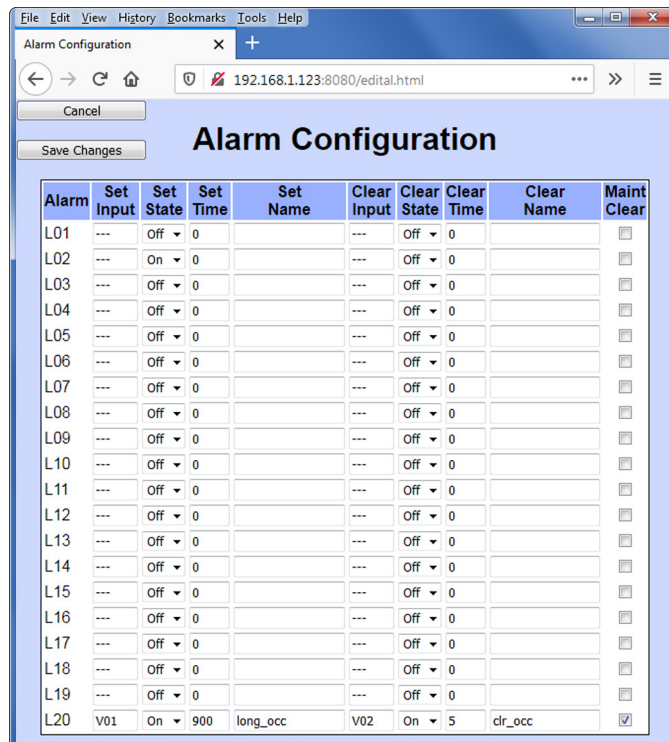 File Edit View History Bookmarks Tools Help
Alarm Configuration
192.168.1.123:8080/edital.html
Cancel
Save Changes
Alarm Configuration
Alarm Set Input Set State Set Time Set Name Clear Input Clear State Clear Time Clear Name Maint Clear
L01 --- Off 0 --- Off 0
L02 --- On 0 --- Off 0
L03 --- Off 0 --- Off 0
L04 --- Off 0 --- Off 0
L05 --- Off 0 --- Off 0
L06 --- Off 0 --- Off 0
L07 --- Off 0 --- Off 0
L08 --- Off 0 --- Off 0
L09 --- Off 0 --- Off 0
L10 --- Off 0 --- Off 0
L11 --- Off 0 --- Off 0
L12 --- Off 0 --- Off 0
L13 --- Off 0 --- Off 0
L14 --- Off 0 --- Off 0
L15 --- Off 0 --- Off 0
L16 --- Off 0 --- Off 0
L17 --- Off 0 --- Off 0
L18 --- Off 0 --- Off 0
L19 --- Off 0 --- Off 0
L20 V01 On 900 long_occ V02 On 5 clr_occ